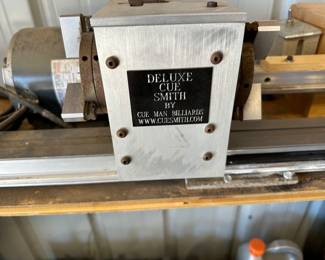 DELUXE
CUE
SMITH
BY
CUE MAN BILLIARDS
WWW.CUESMITH.COM